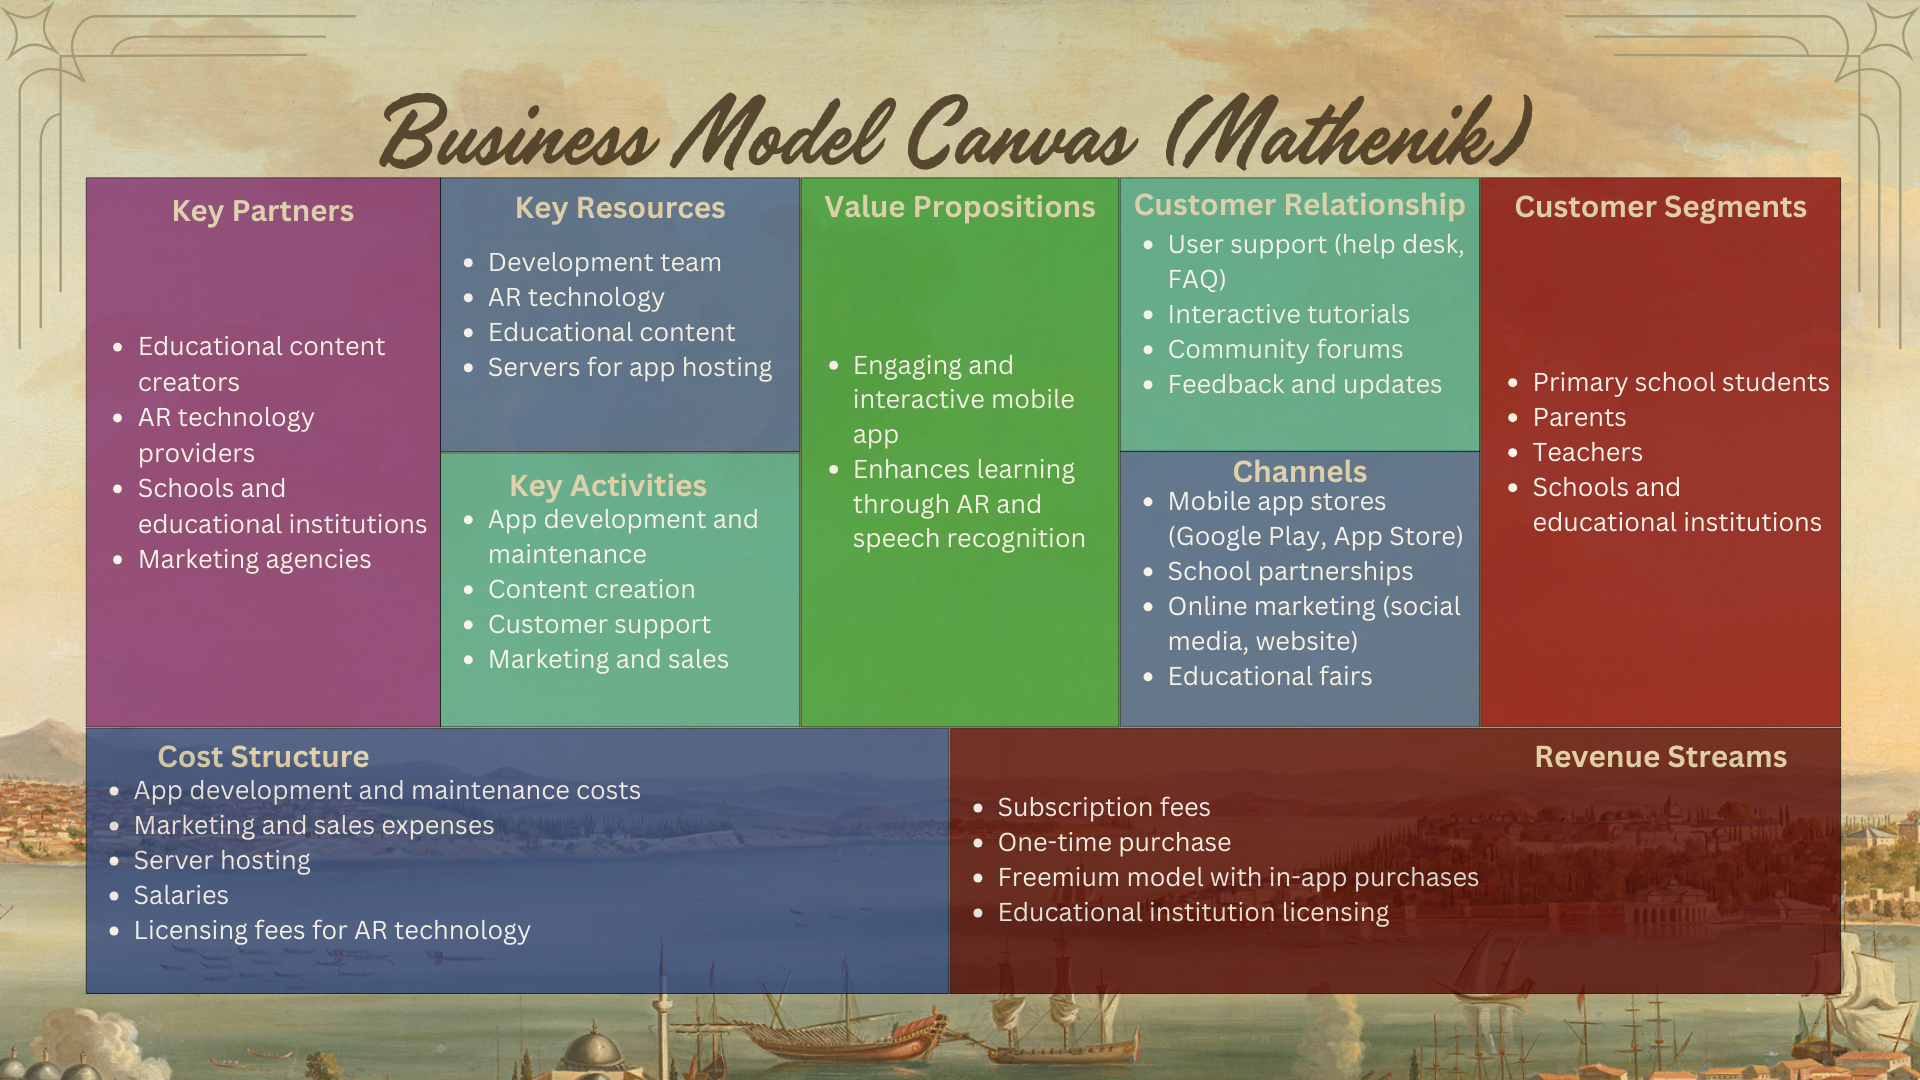 Business Model Canvas (Mathenik)
Key Partners
• Educational content
creators
• AR technology
providers
• Schools and
educational institutions
• Marketing agencies
Key Resources
• Development team
• AR technology
• Educational content
• Servers for app hosting
Key Activities
• App development and
maintenance
• Content creation
• Customer support
• Marketing and sales
Value Propositions
• Engaging and
interactive mobile
app
• Enhances learning
through AR and
speech recognition
Customer Relationship
• User support (help desk,
FAQ)
• Interactive tutorials
• Community forums
• Feedback and updates
Channels
• Mobile app stores
(Google Play, App Store)
• School partnerships
• Online marketing (social
media, website)
• Educational fairs
Customer Segments
• Primary school students
• Parents
• Teachers
• Schools and
educational institutions
Cost Structure
• App development and maintenance costs
• Marketing and sales expenses
• Server hosting
• Salaries
• Licensing fees for AR technology
Revenue Streams
• Subscription fees
• One-time purchase
• Freemium model with in-app purchases
• Educational institution licensing